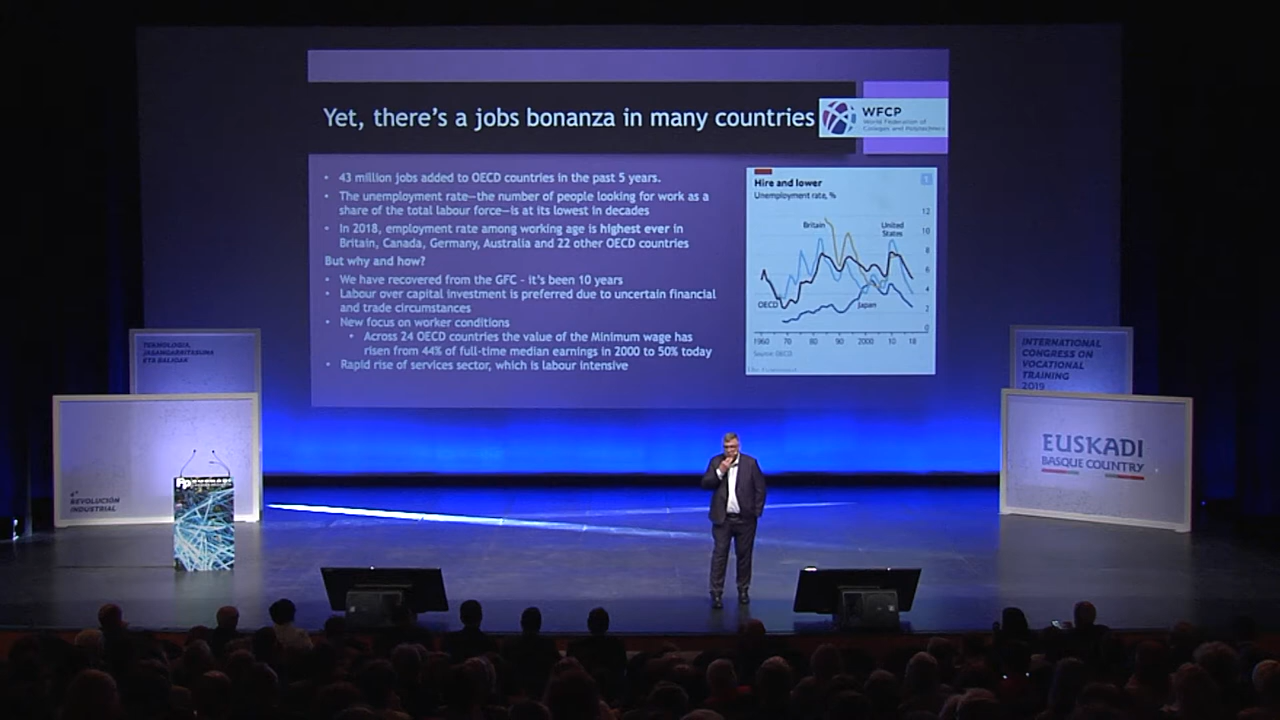 Yet, there's a jobs bonanza in many countries
WFCP
World Federation of
Colleges and Polytechnics
• 43 million jobs added to OECD countries in the past 5 years.
• The unemployment rate—the number of people looking for work as a
share of the total labour force—is at its lowest in decades
• In 2018, employment rate among working age is highest ever in
Britain, Canada, Germany, Australia and 22 other OECD countries
But why and how?
• We have recovered from the GFC - it's been 10 years
• Labour over capital investment is preferred due to uncertain financial
and trade circumstances
• New focus on worker conditions
• Across 24 OECD countries the value of the Minimum wage has
risen from 44% of full-time median earnings in 2000 to 50% today
• Rapid rise of services sector, which is labour intensive
Hire and lower
1
Unemployment rate, %
Britain
United
States
OECD
Japan
12
10
8
6
4
2
0
1960 70 80 90 2000 10 18
Source: OECD
The Economist
TEKNOLOGIA,
JASANGARRITASUNA
ETA BALIOAK
4ª
REVOLUCIÓN
INDUSTRIAL
INTERNATIONAL
CONGRESS ON
VOCATIONAL
TRAINING
2019
EUSKADI
BASQUE COUNTRY